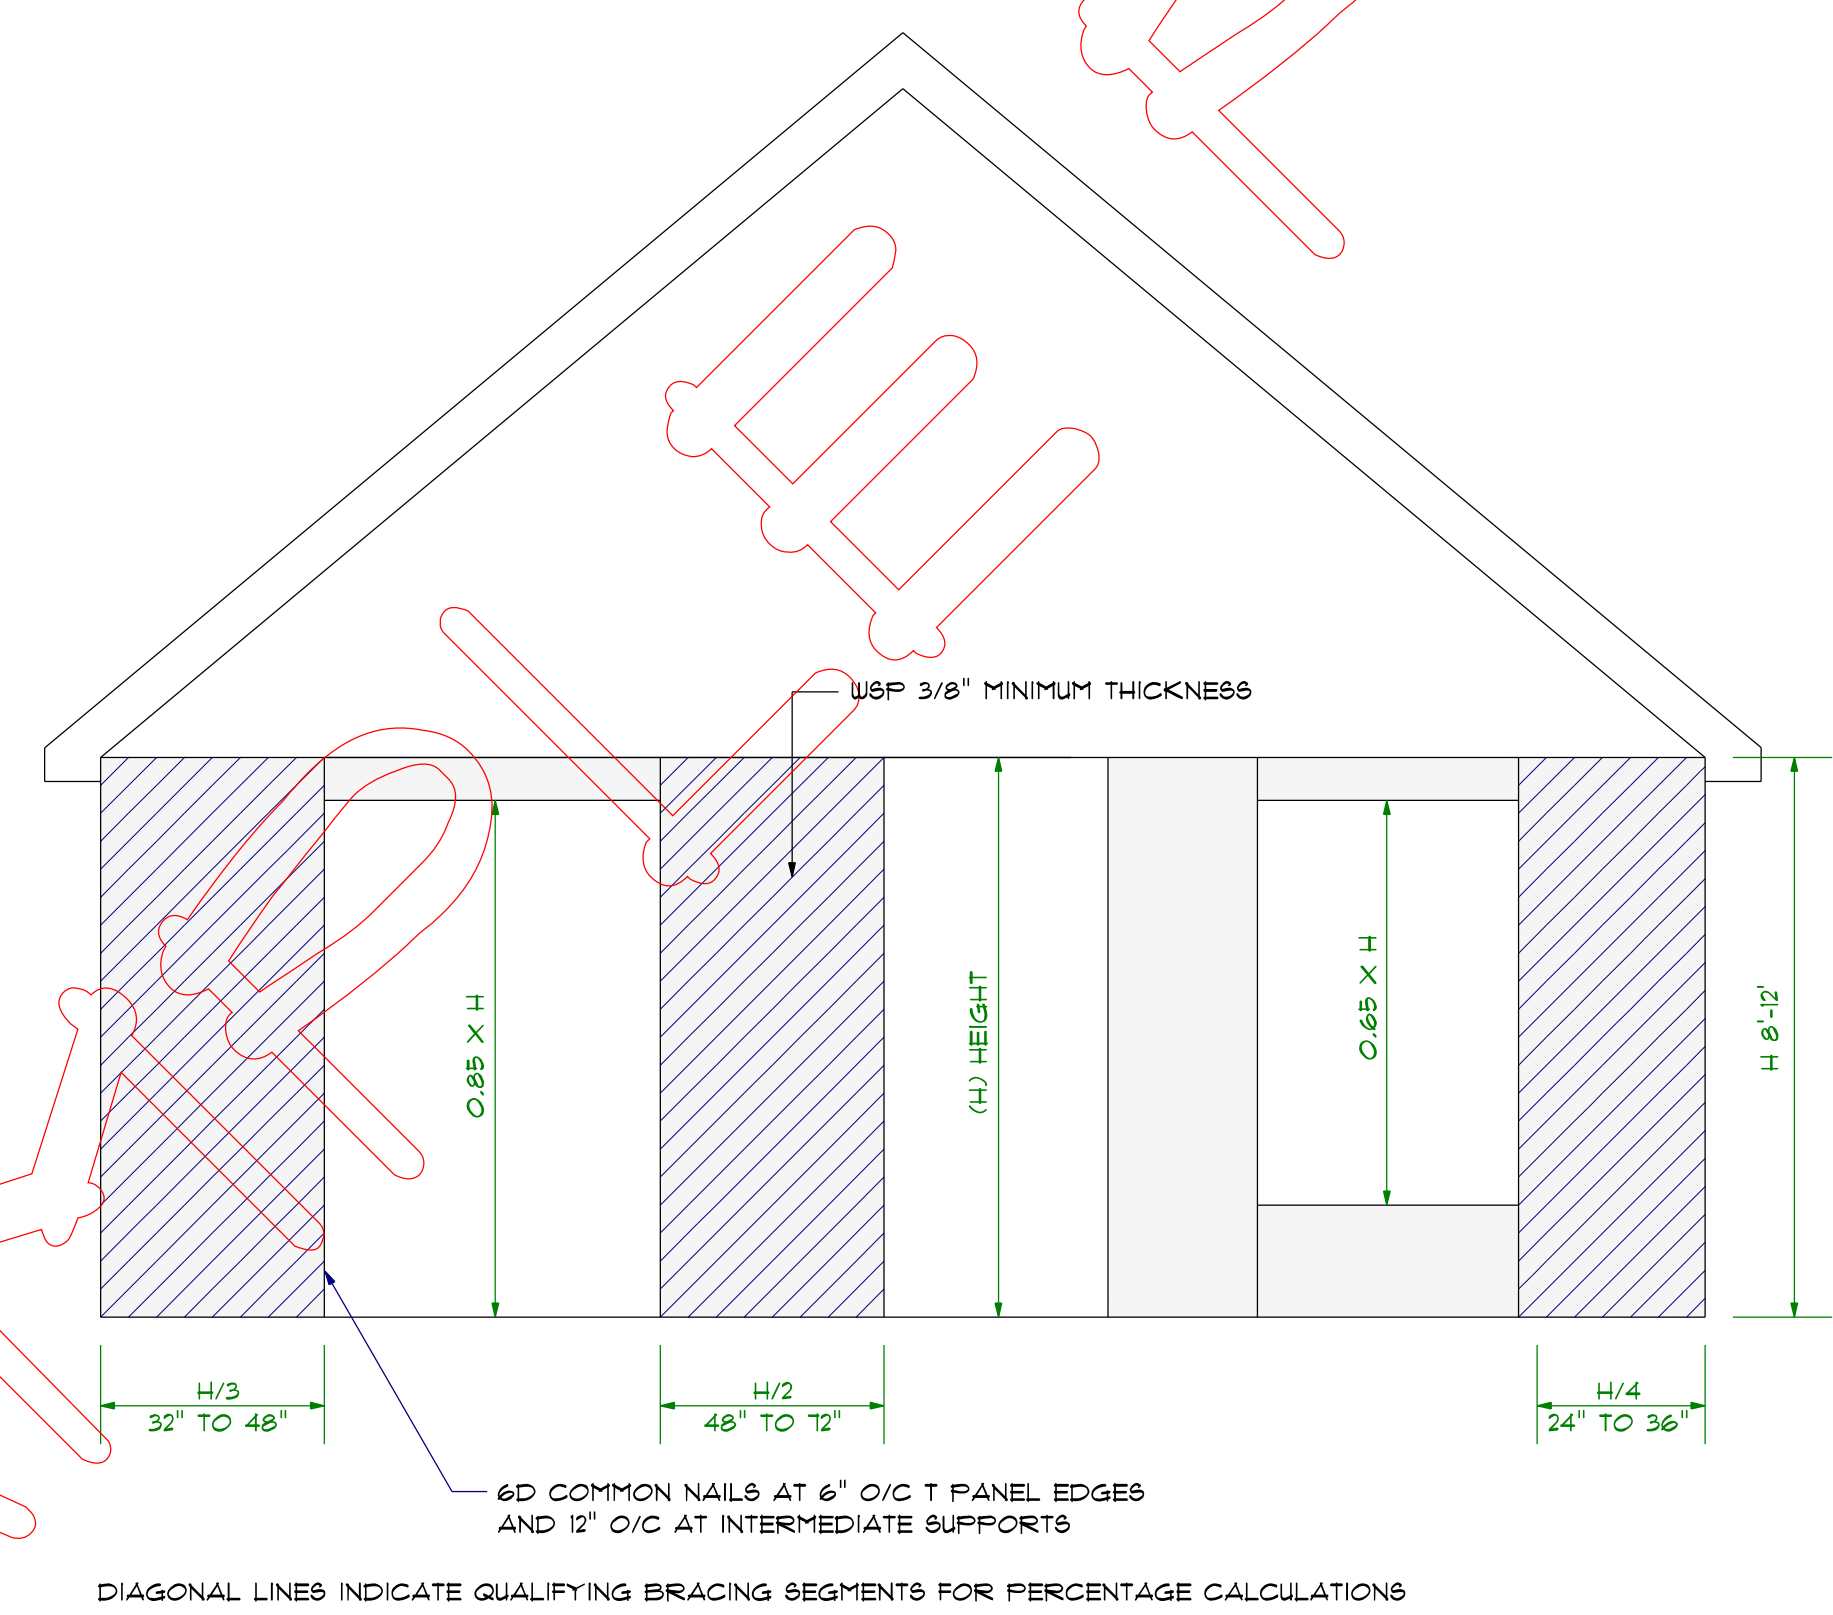 WSP 3/8" MINIMUM THICKNESS
0.85 X H
(H) HEIGHT
0.65 X H
H 8'-12'
H/3
32" TO 48"
H/2
48" TO 72"
H/4
24" TO 36"
6D COMMON NAILS AT 6" O/C T PANEL EDGES
AND 12" O/C AT INTERMEDIATE SUPPORTS
DIAGONAL LINES INDICATE QUALIFYING BRACING SEGMENTS FOR PERCENTAGE CALCULATIONS